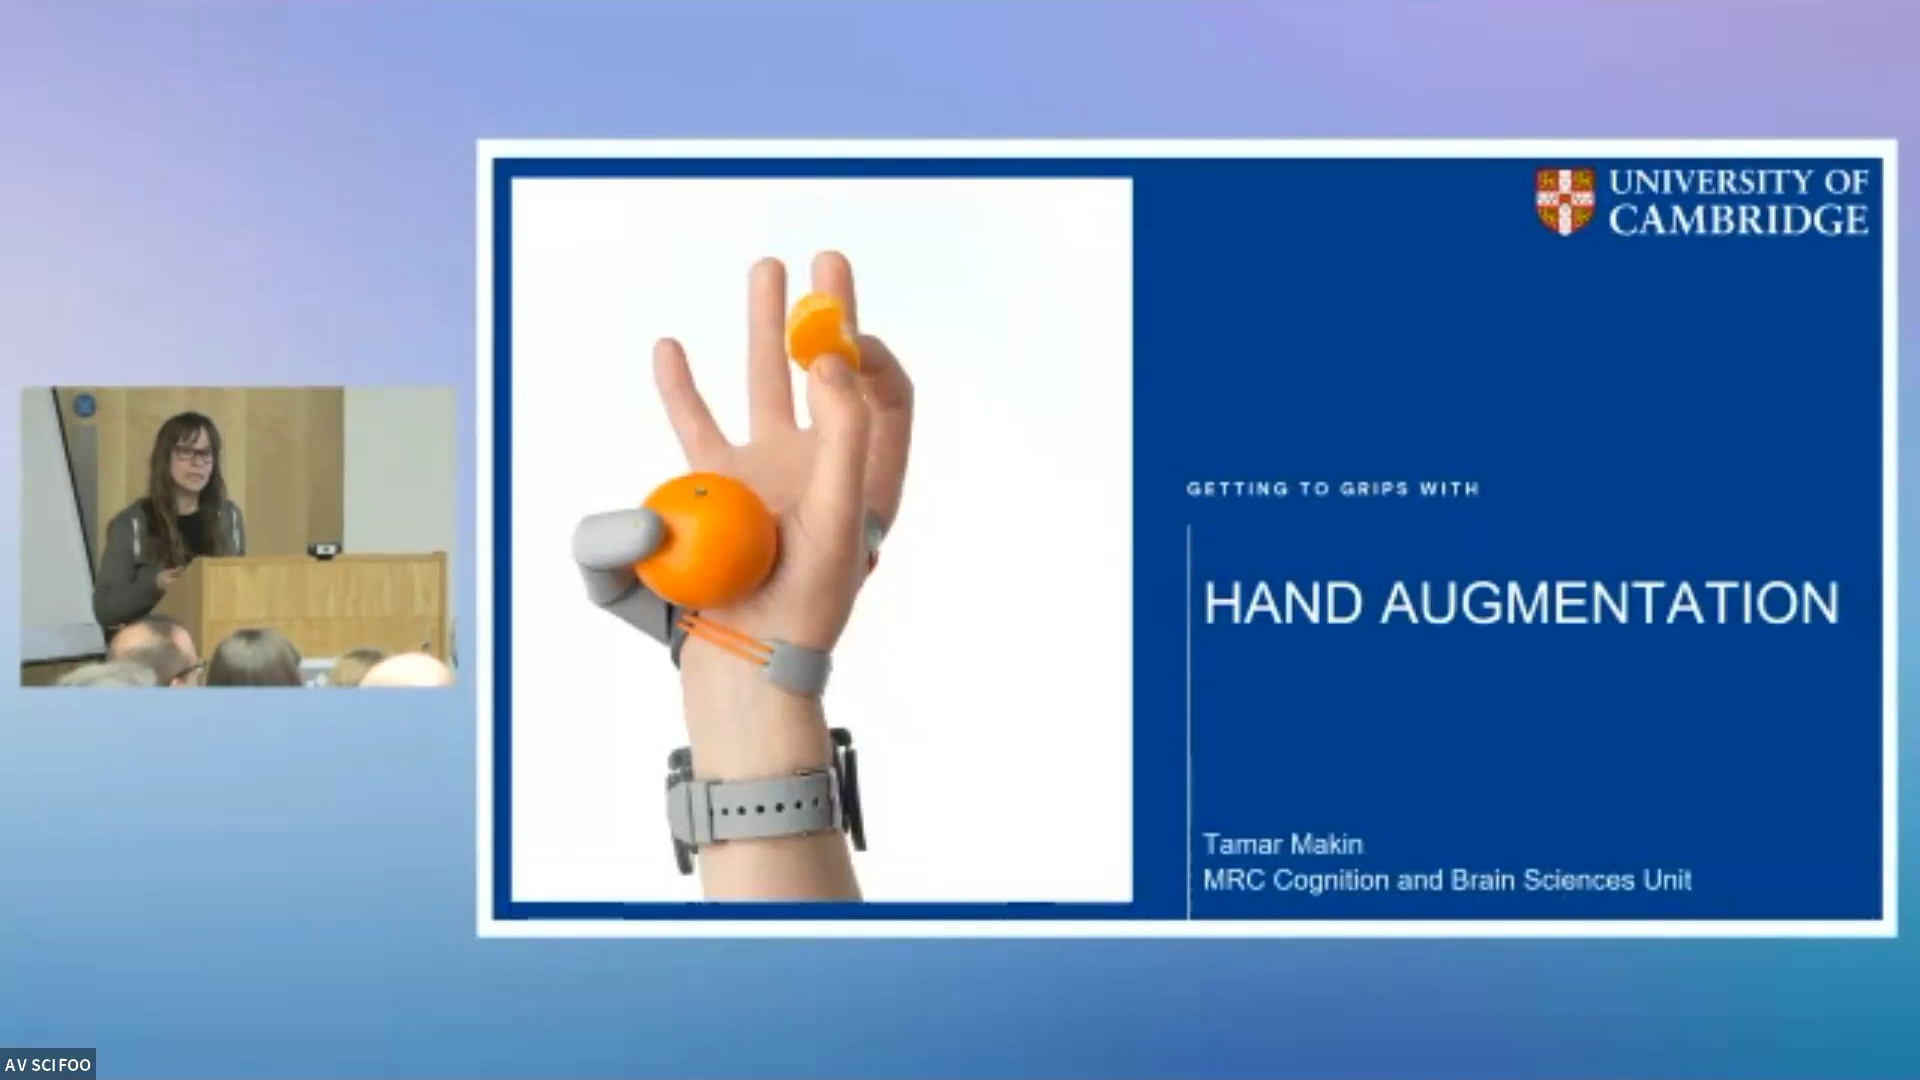 UNIVERSITY OF
CAMBRIDGE
GETTING TO GRIPS WITH
HAND AUGMENTATION
Tamar Makin
MRC Cognition and Brain Sciences Unit
AV SCIFOO